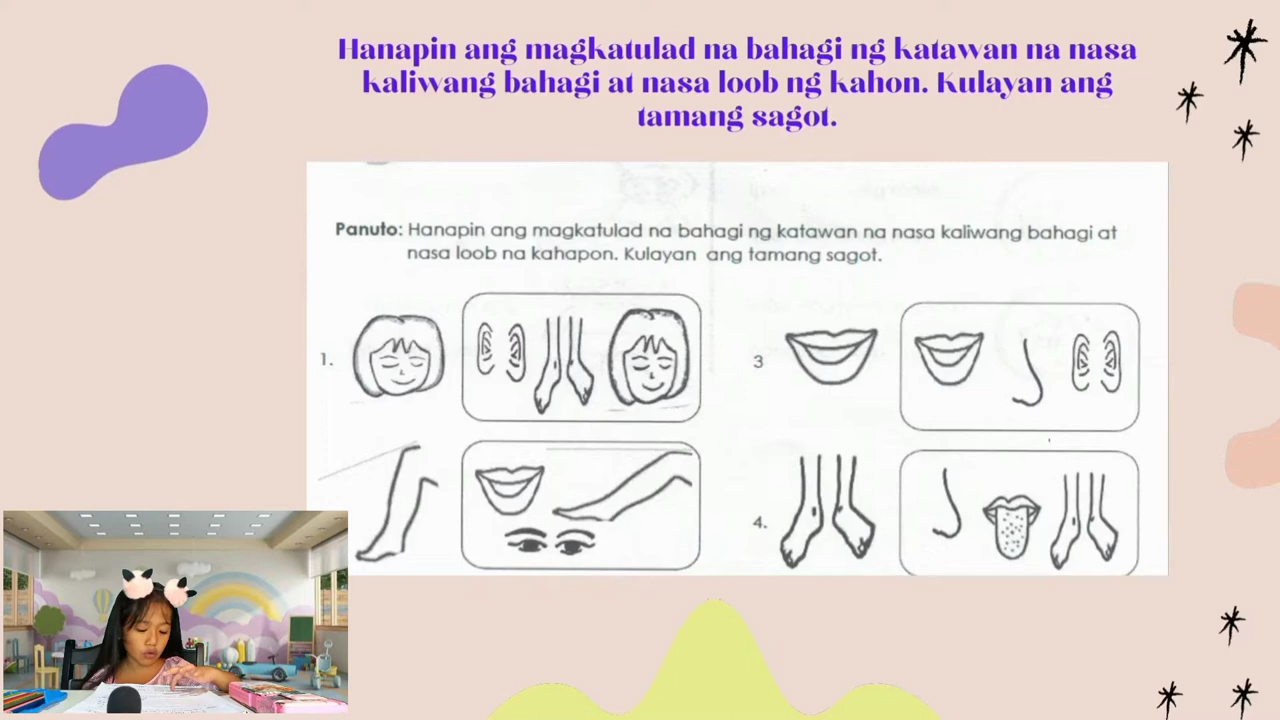 Hanapin ang magkatulad na bahagi ng katawan na nasa
kaliwang bahagi at nasa loob ng kahon. Kulayan ang
tamang sagot.
Panuto: Hanapin ang magkatulad na bahagi ng katawan na nasa kaliwang bahagi at
nasa loob na kahapon. Kulayan ang tamang sagot.
1.
3
4.